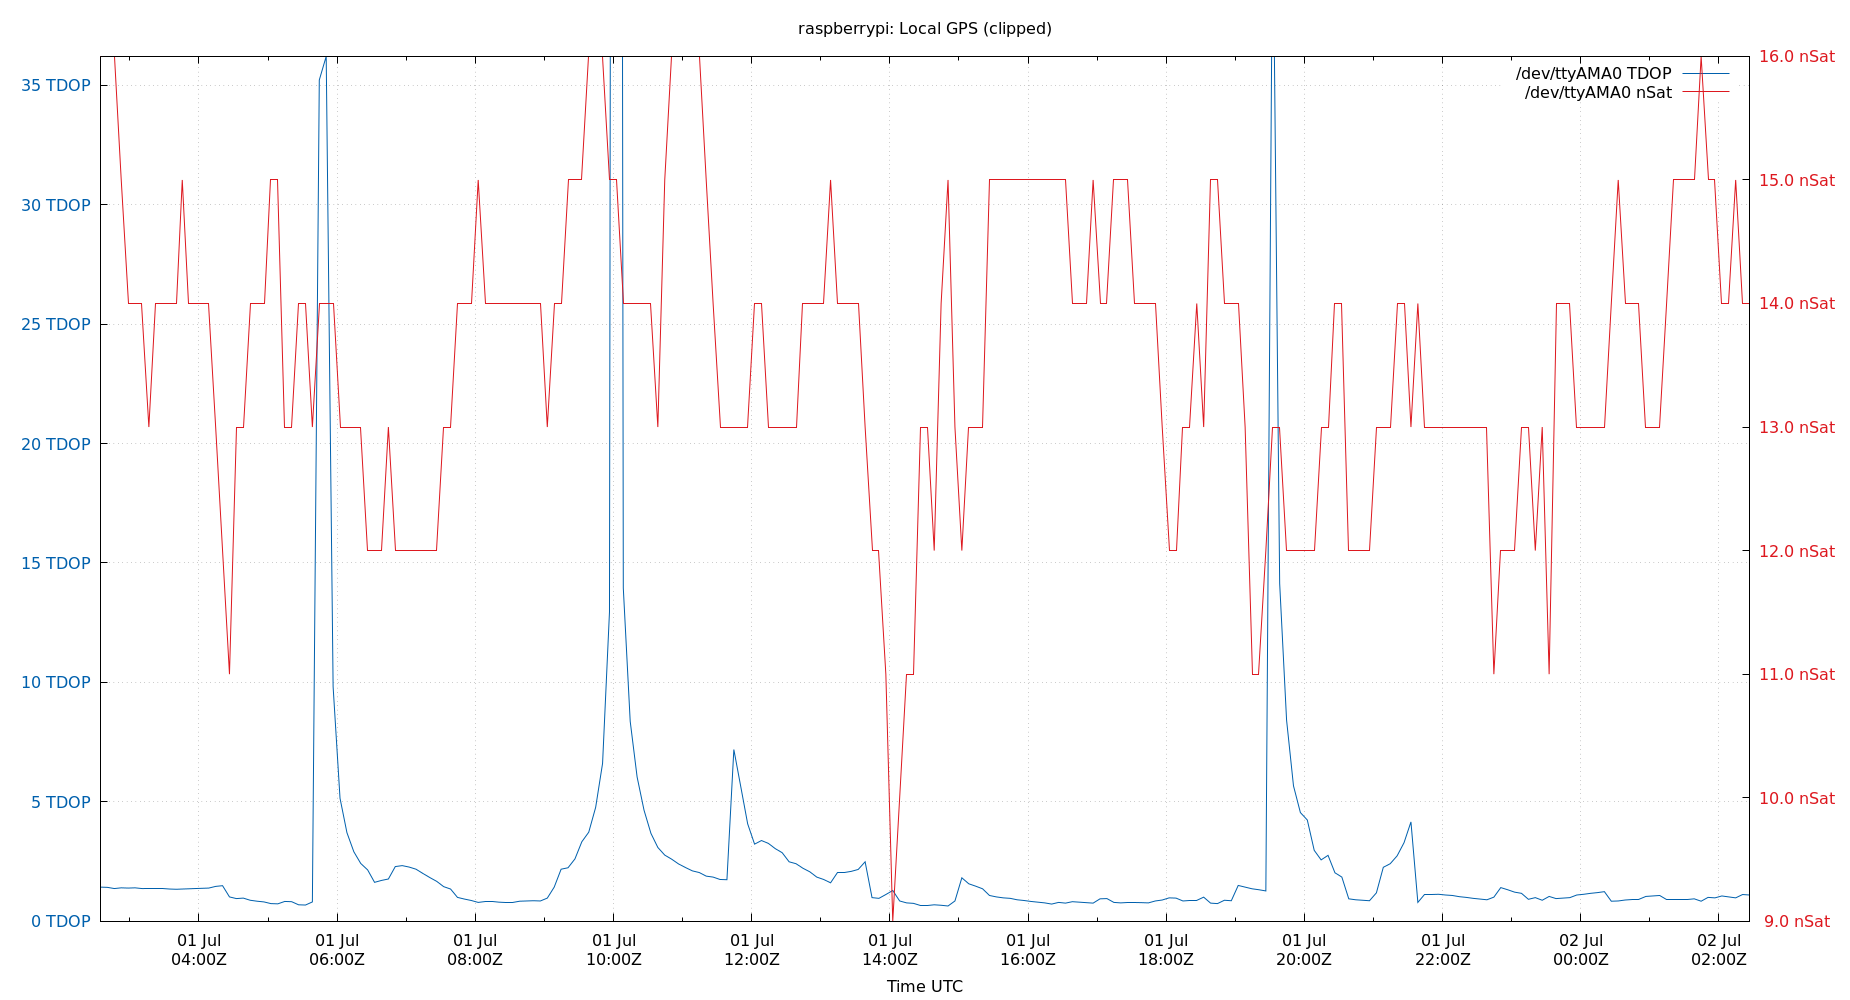 raspberrypi: Local GPS (clipped)
/dev/ttyAMA0 TDOP
/dev/ttyAMA0 nSat
35 TDOP
30 TDOP
25 TDOP
20 TDOP
15 TDOP
10 TDOP
5 TDOP
0 TDOP
16.0 nSat
15.0 nSat
14.0 nSat
13.0 nSat
12.0 nSat
11.0 nSat
10.0 nSat
9.0 nSat
01 Jul
04:00Z
01 Jul
06:00Z
01 Jul
08:00Z
01 Jul
10:00Z
01 Jul
12:00Z
01 Jul
14:00Z
01 Jul
16:00Z
01 Jul
18:00Z
01 Jul
20:00Z
01 Jul
22:00Z
02 Jul
00:00Z
02 Jul
02:00Z
Time UTC